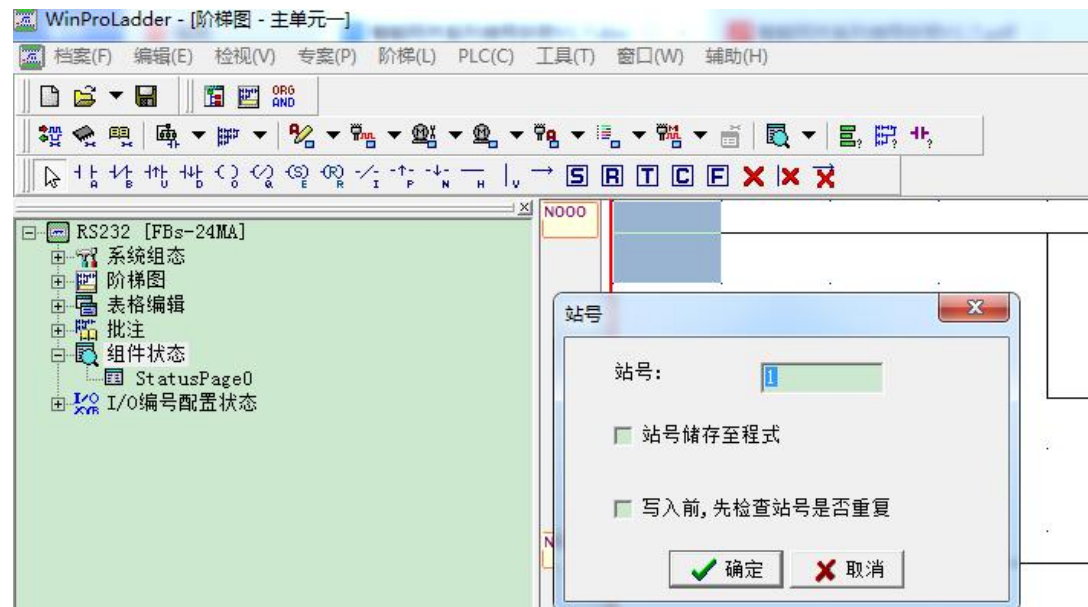 WinProLadder - [阶梯图 - 主单元一]
档案(F) 编辑(E) 检视(V) 专案(P) 阶梯(L) PLC(C) 工具(T) 窗口(W) 辅助(H)
ORG
AND
A B U D O Q E R I P N H V S R T C F
N000
RS232 [FBs-24MA]
系统组态
阶梯图
表格编辑
批注
组件状态
StatusPage0
I/O XYR I/O编号配置状态
站号
站号: 1
站号储存至程式
写入前,先检查站号是否重复
N
确定 取消